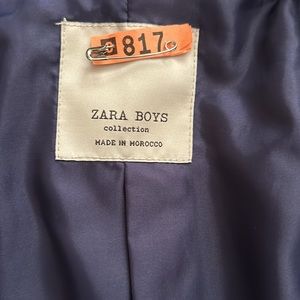 817
ZARA BOYS
collection
MADE IN MOROCCO